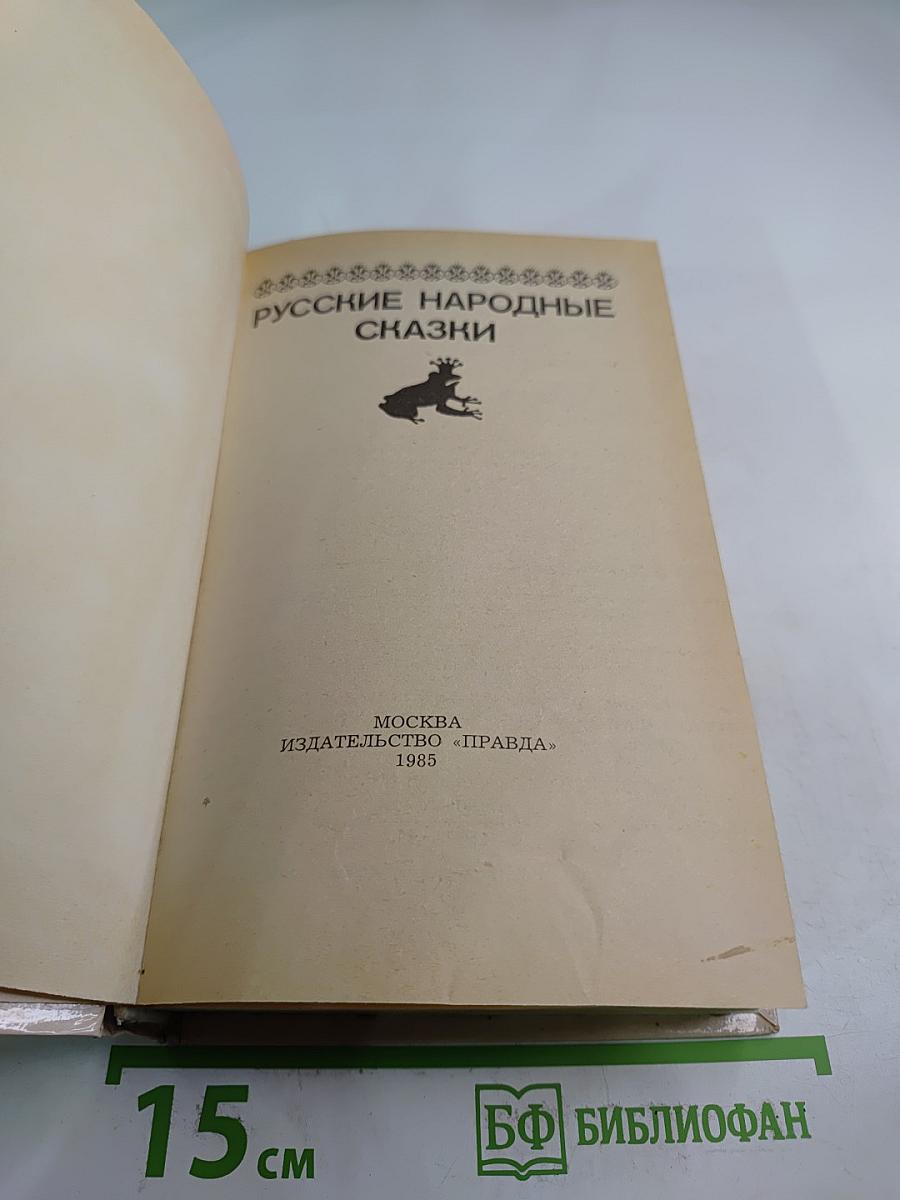 РУССКИЕ НАРОДНЫЕ
СКАЗКИ
МОСКВА
ИЗДАТЕЛЬСТВО «ПРАВДА»
1985
15 см
БФ БИБЛИОФАН